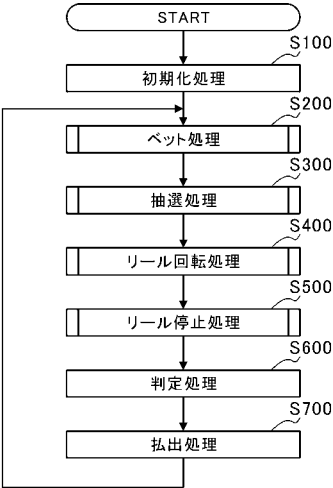 START
S100
初期化処理
S200
ベット処理
S300
抽選処理
S400
リール回転処理
S500
リール停止処理
S600
判定処理
S700
払出処理